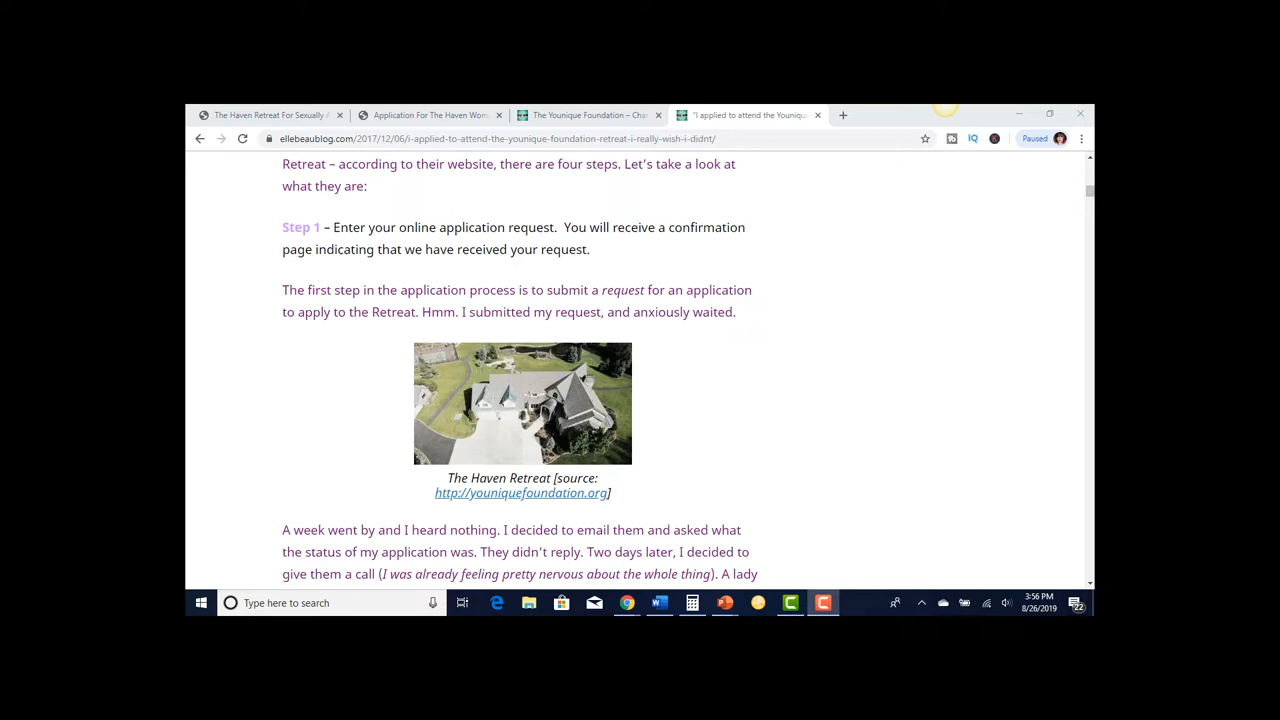 The Haven Retreat For Sexually A
Application For The Haven Wom
The Younique Foundation – Cha
"I applied to attend the Younique
ellebeaublog.com/2017/12/06/i-applied-to-attend-the-younique-foundation-retreat-i-really-wish-i-didnt/
IQ
Paused
Retreat – according to their website, there are four steps. Let's take a look at
what they are:
Step 1 – Enter your online application request.  You will receive a confirmation
page indicating that we have received your request.
The first step in the application process is to submit a request for an application
to apply to the Retreat. Hmm. I submitted my request, and anxiously waited.
The Haven Retreat [source:
http://youniquefoundation.org]
A week went by and I heard nothing. I decided to email them and asked what
the status of my application was. They didn't reply. Two days later, I decided to
give them a call (I was already feeling pretty nervous about the whole thing). A lady
Type here to search
3:56 PM
8/26/2019
22